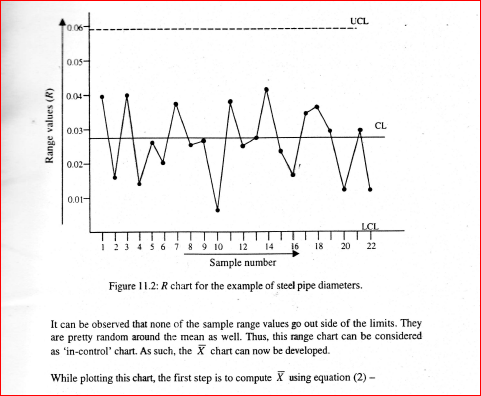 UCL
0.06
0.05
0.04
Range values (R)
CL
0.03
0.02
0.01
LCL
1 2 3 4 5 6 7 8 9 10 12 14 16 18 20 22
Sample number
Figure 11.2: R chart for the example of steel pipe diameters.
It can be observed that none of the sample range values go out side of the limits. They
are pretty random around the mean as well. Thus, this range chart can be considered
as ‘in-control’ chart. As such, the X̅ chart can now be developed.
While plotting this chart, the first step is to compute X̿ using equation (2) –